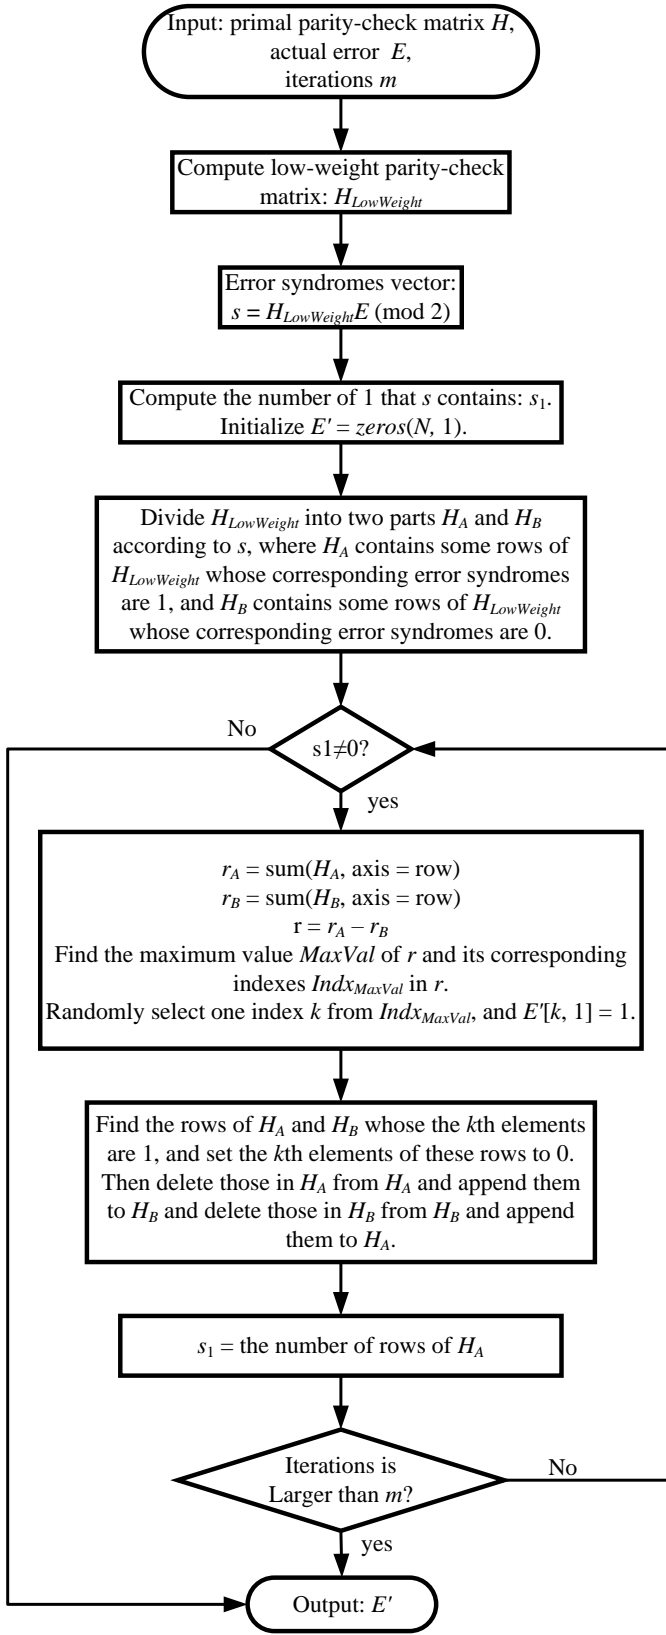 Input: primal parity-check matrix H,
actual error E,
iterations m
Compute low-weight parity-check
matrix: H_LowWeight
Error syndromes vector:
s = H_LowWeightE (mod 2)
Compute the number of 1 that s contains: s₁.
Initialize E' = zeros(N, 1).
Divide H_LowWeight into two parts H_A and H_B
according to s, where H_A contains some rows of
H_LowWeight whose corresponding error syndromes
are 1, and H_B contains some rows of H_LowWeight
whose corresponding error syndromes are 0.
No
s1≠0?
yes
r_A = sum(H_A, axis = row)
r_B = sum(H_B, axis = row)
r = r_A – r_B
Find the maximum value MaxVal of r and its corresponding
indexes Indx_MaxVal in r.
Randomly select one index k from Indx_MaxVal, and E'[k, 1] = 1.
Find the rows of H_A and H_B whose the kth elements
are 1, and set the kth elements of these rows to 0.
Then delete those in H_A from H_A and append them
to H_B and delete those in H_B from H_B and append
them to H_A.
s₁ = the number of rows of H_A
Iterations is
Larger than m?
No
yes
Output: E'